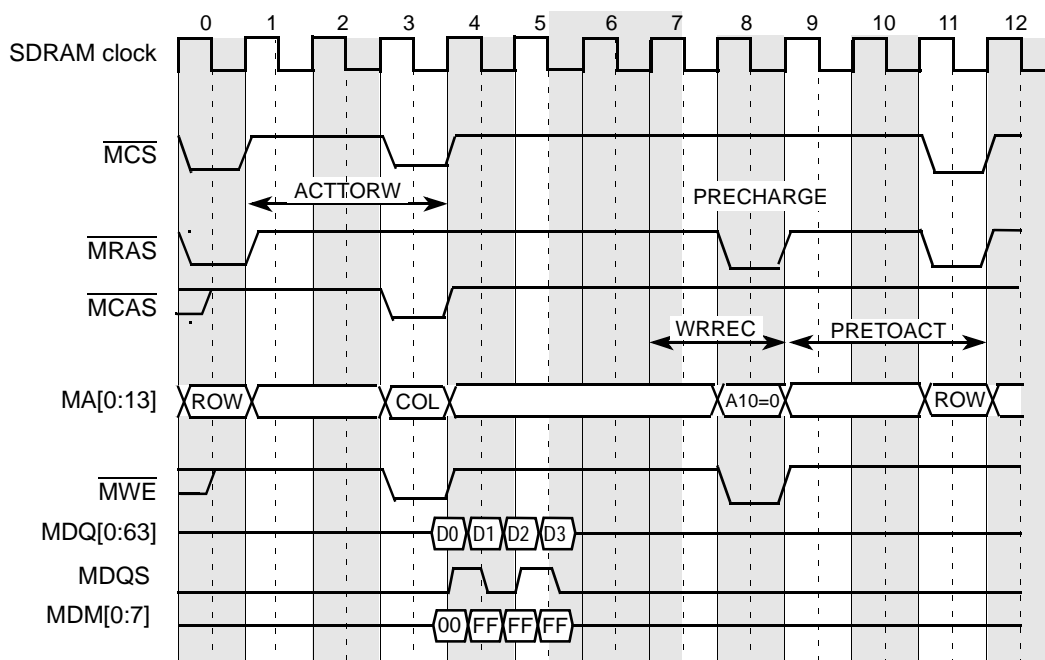 0 1 2 3 4 5 6 7 8 9 10 11 12
SDRAM clock
MCS
ACTTORW
PRECHARGE
MRAS
MCAS
WRREC PRETOACT
MA[0:13] ROW COL A10=0 ROW
MWE
MDQ[0:63] D0 D1 D2 D3
MDQS
MDM[0:7] 00 FF FF FF